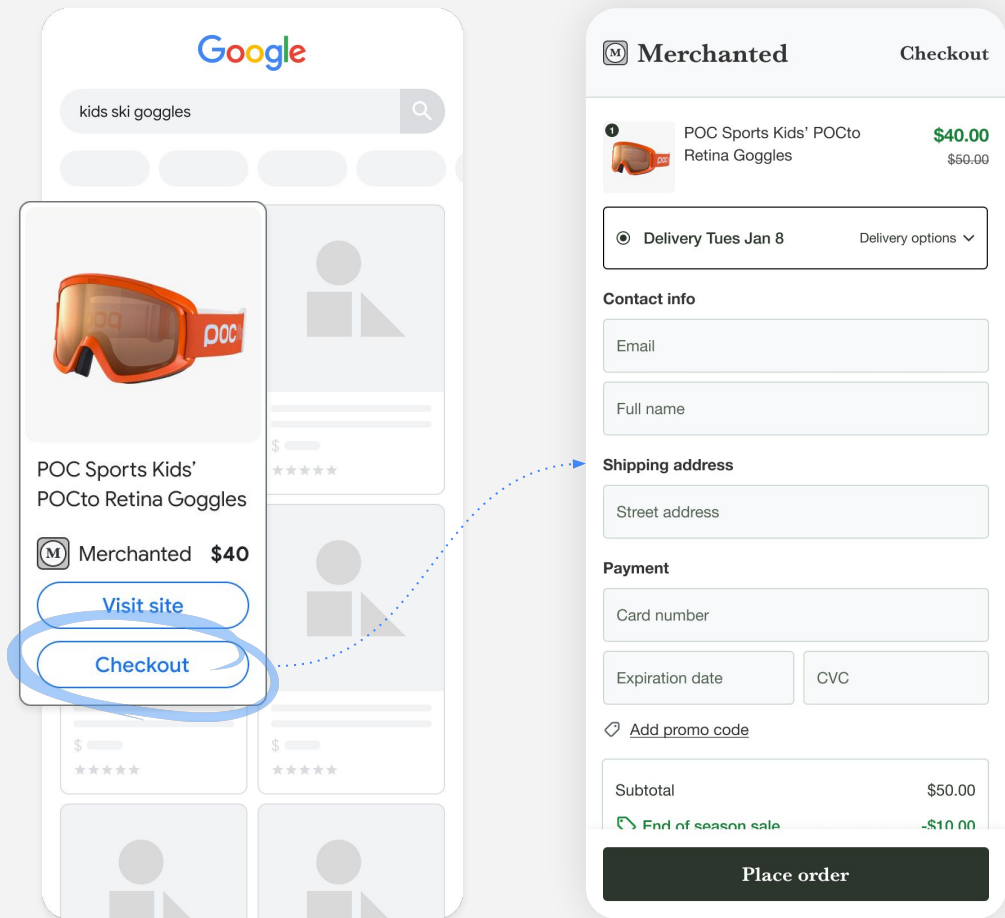 Google
kids ski goggles
poc
POC Sports Kids’
POCto Retina Goggles
M Merchanted $40
Visit site
Checkout
$
$
$
M Merchanted Checkout
1
POC Sports Kids’ POCto
Retina Goggles
$40.00
$50.00
poc
Delivery Tues Jan 8 Delivery options
Contact info
Email
Full name
Shipping address
Street address
Payment
Card number
Expiration date CVC
Add promo code
Subtotal $50.00
End of season sale -$10.00
Place order